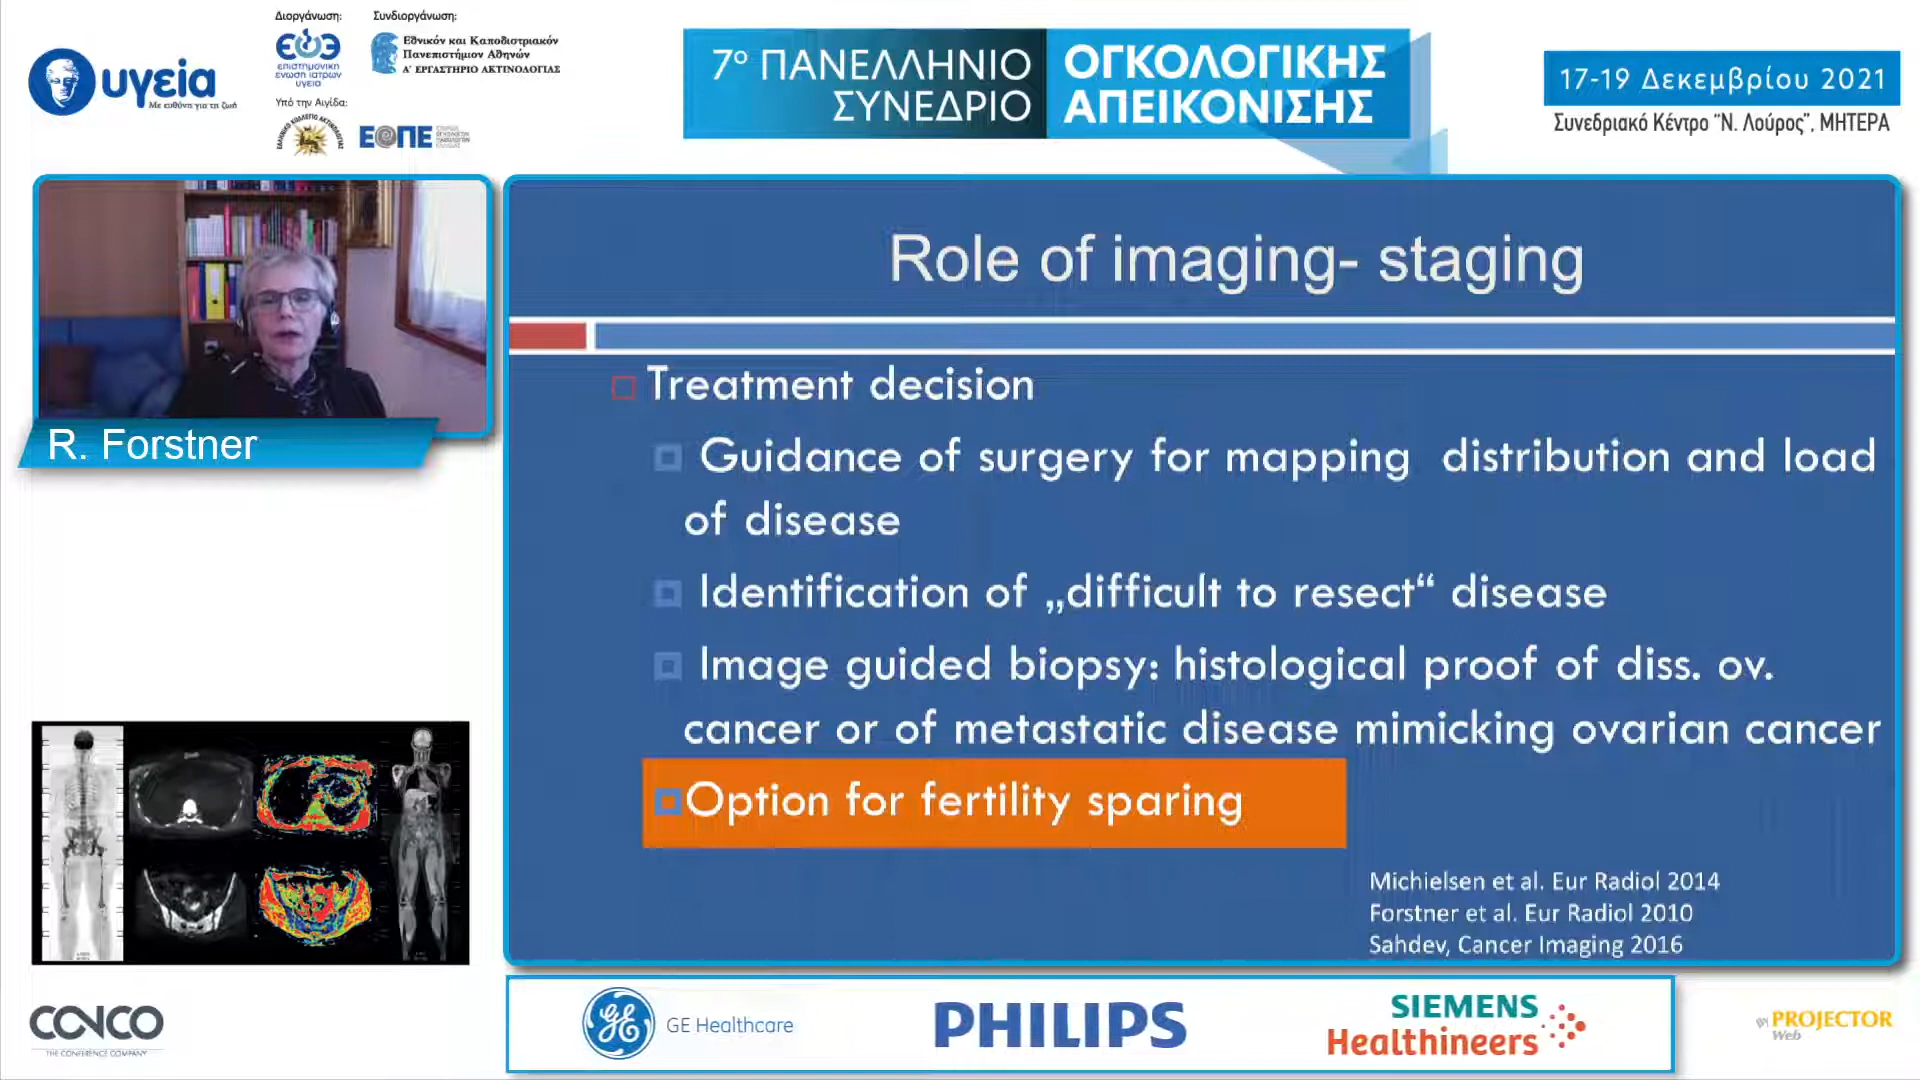 Διοργάνωση:
Συνδιοργάνωση:
υγεία
Με ευθύνη για τη ζωή
επιστημονική
ένωση ιατρών
υγεία
Εθνικόν και Καποδιστριακόν
Πανεπιστήμιον Αθηνών
Α' ΕΡΓΑΣΤΗΡΙΟ ΑΚΤΙΝΟΛΟΓΙΑΣ
Υπό την Αιγίδα:
ΕΟΠΕ
7ο ΠΑΝΕΛΛΗΝΙΟ
ΣΥΝΕΔΡΙΟ
ΟΓΚΟΛΟΓΙΚΗΣ
ΑΠΕΙΚΟΝΙΣΗΣ
17-19 Δεκεμβρίου 2021
Συνεδριακό Κέντρο “Ν. Λούρος”, ΜΗΤΕΡΑ
R. Forstner
Role of imaging- staging
Treatment decision
Guidance of surgery for mapping distribution and load
of disease
Identification of „difficult to resect“ disease
Image guided biopsy: histological proof of diss. ov.
cancer or of metastatic disease mimicking ovarian cancer
Option for fertility sparing
Michielsen et al. Eur Radiol 2014
Forstner et al. Eur Radiol 2010
Sahdev, Cancer Imaging 2016
CONCO
THE CONFERENCE COMPANY
GE Healthcare
PHILIPS
SIEMENS
Healthineers
BY PROJECTOR
Web